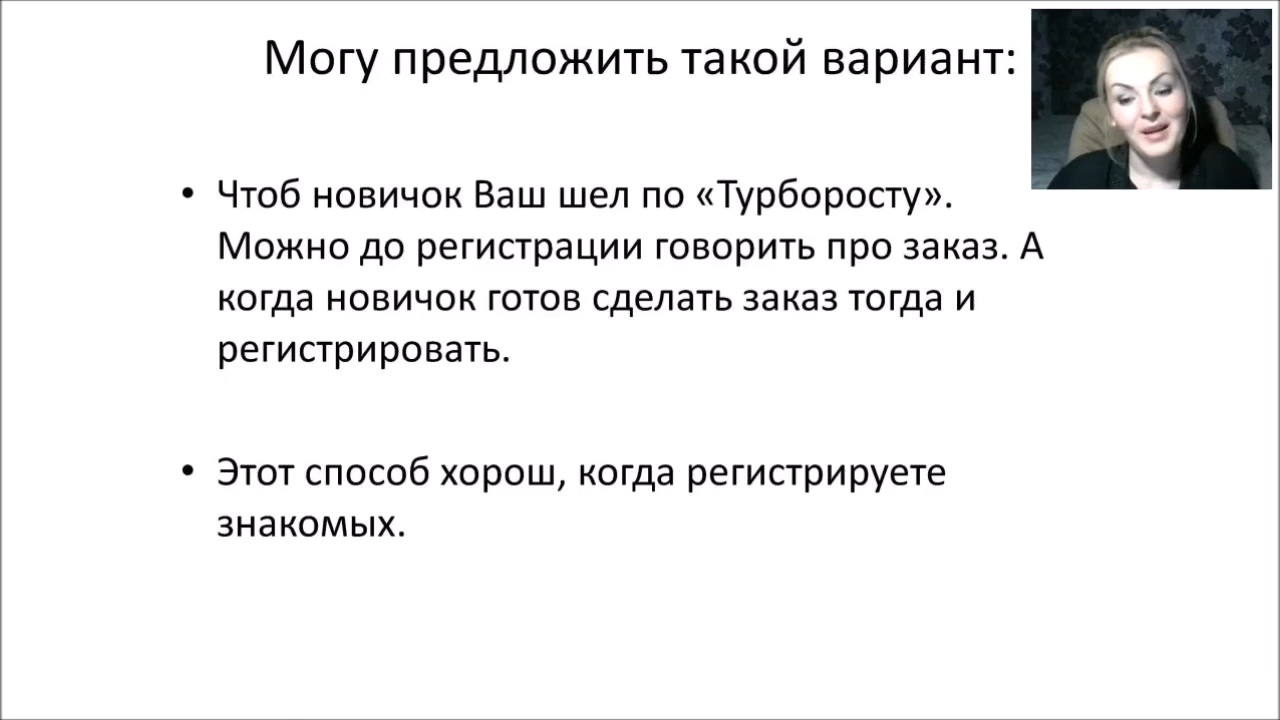 Могу предложить такой вариант:
• Чтоб новичок Ваш шел по «Турборосту».
Можно до регистрации говорить про заказ. А
когда новичок готов сделать заказ тогда и
регистрировать.
• Этот способ хорош, когда регистрируете
знакомых.